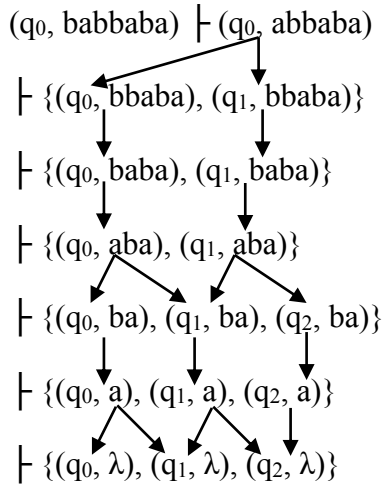 (q₀, babbaba) ⊢ (q₀, abbaba)
⊢ {(q₀, bbaba), (q₁, bbaba)}
⊢ {(q₀, baba), (q₁, baba)}
⊢ {(q₀, aba), (q₁, aba)}
⊢ {(q₀, ba), (q₁, ba), (q₂, ba)}
⊢ {(q₀, a), (q₁, a), (q₂, a)}
⊢ {(q₀, λ), (q₁, λ), (q₂, λ)}